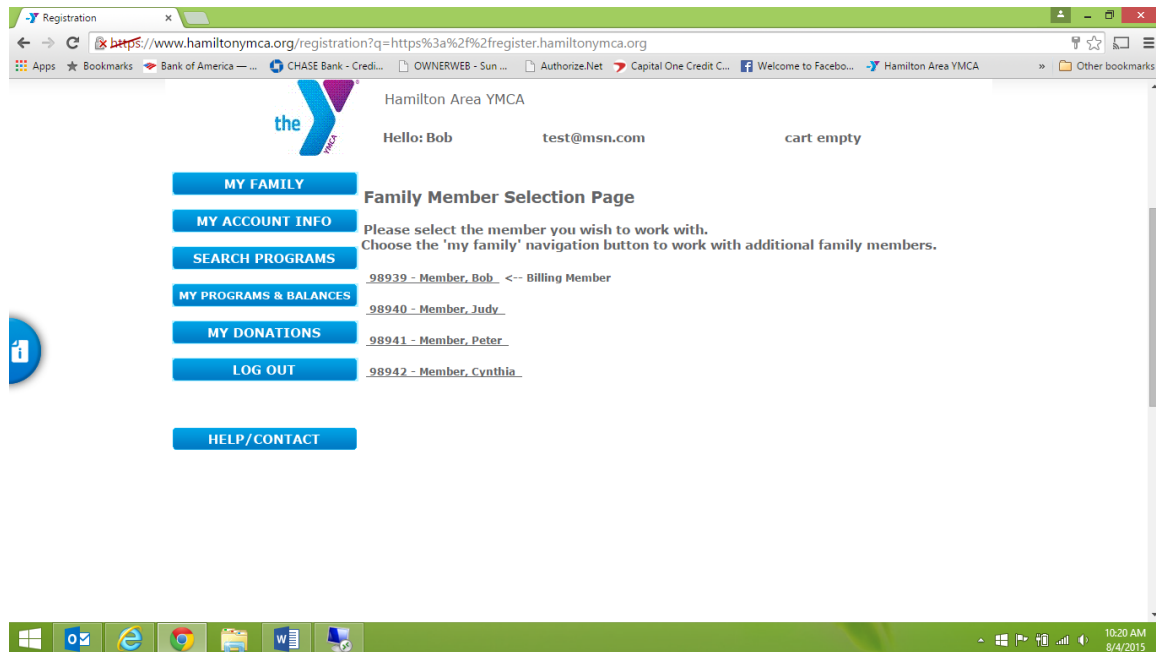 Registration
https://www.hamiltonymca.org/registration?q=https%3a%2f%2fregister.hamiltonymca.org
Apps Bookmarks Bank of America — ... CHASE Bank - Credi... OWNERWEB - Sun ... Authorize.Net Capital One Credit C... Welcome to Facebo... Hamilton Area YMCA » Other bookmarks
the YMCA
Hamilton Area YMCA
Hello: Bob test@msn.com cart empty
MY FAMILY
MY ACCOUNT INFO
SEARCH PROGRAMS
MY PROGRAMS & BALANCES
MY DONATIONS
LOG OUT
HELP/CONTACT
Family Member Selection Page
Please select the member you wish to work with.
Choose the 'my family' navigation button to work with additional family members.
98939 - Member, Bob <-- Billing Member
98940 - Member, Judy
98941 - Member, Peter
98942 - Member, Cynthia
10:20 AM
8/4/2015